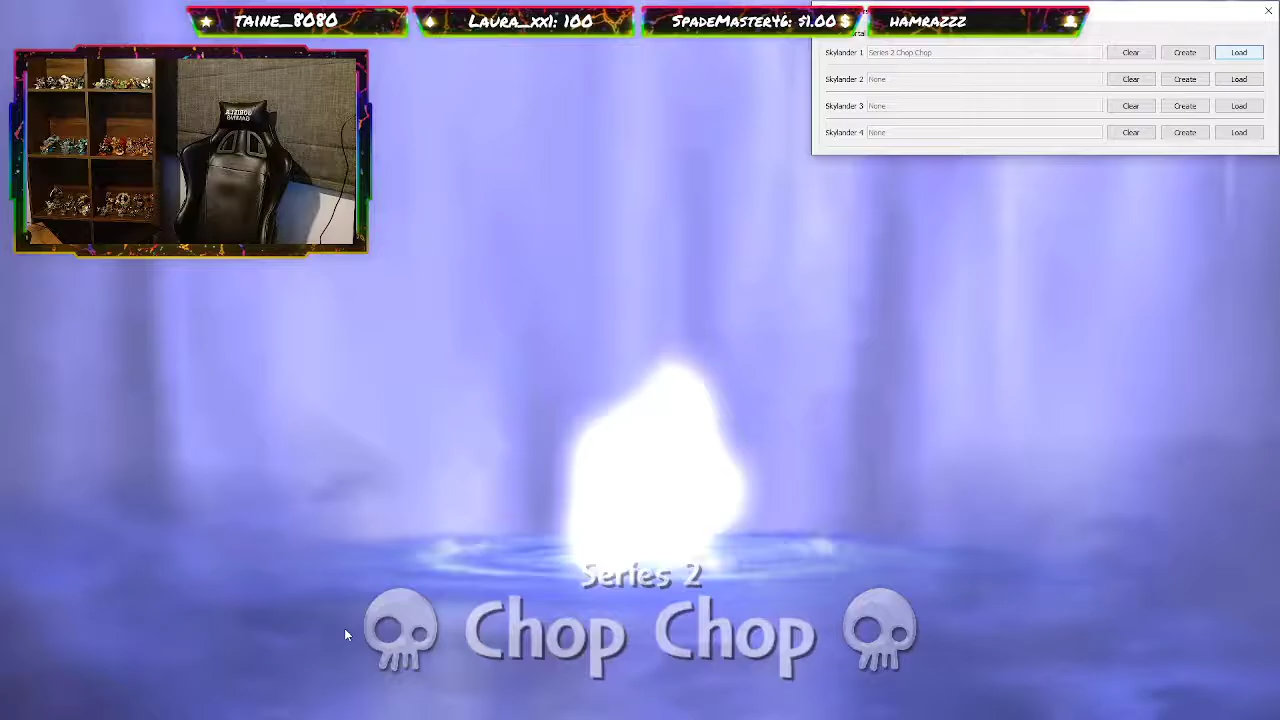 TAINE_8080
LAURA_XX1: 100
SPADEMASTER46: $1.00 $
HAMRAZZZ
Skylander 1 Series 2 Chop Chop Clear Create Load
Skylander 2 None Clear Create Load
Skylander 3 None Clear Create Load
Skylander 4 None Clear Create Load
Series 2
Chop Chop